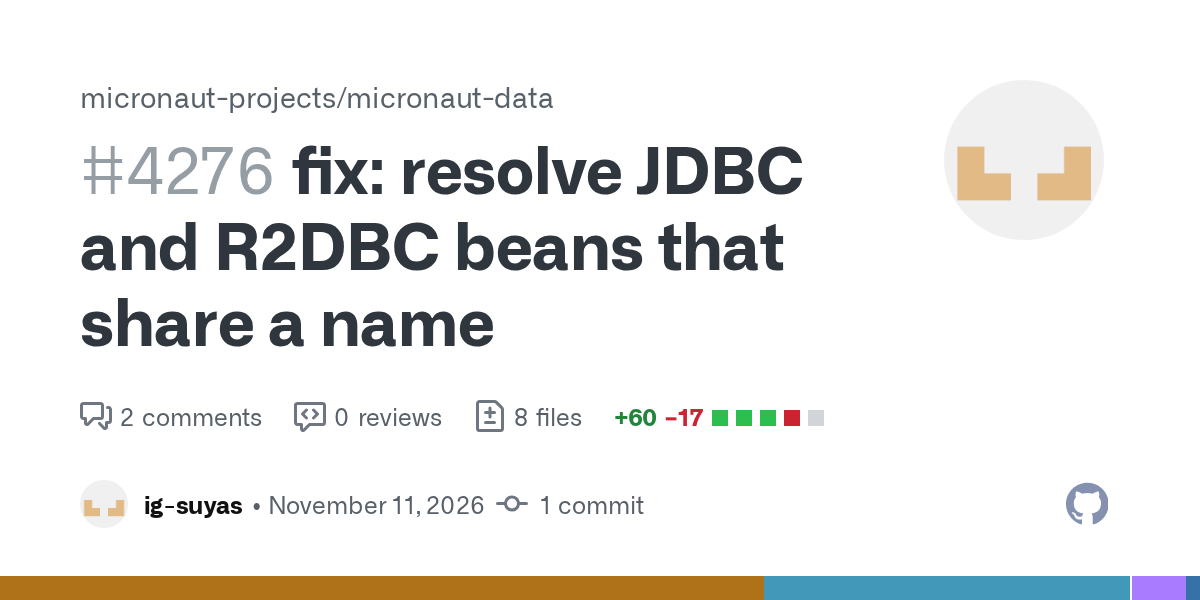 micronaut-projects/micronaut-data
#4276 fix: resolve JDBC
and R2DBC beans that
share a name
2 comments 0 reviews 8 files +60 −17
ig-suyas • November 11, 2026 1 commit